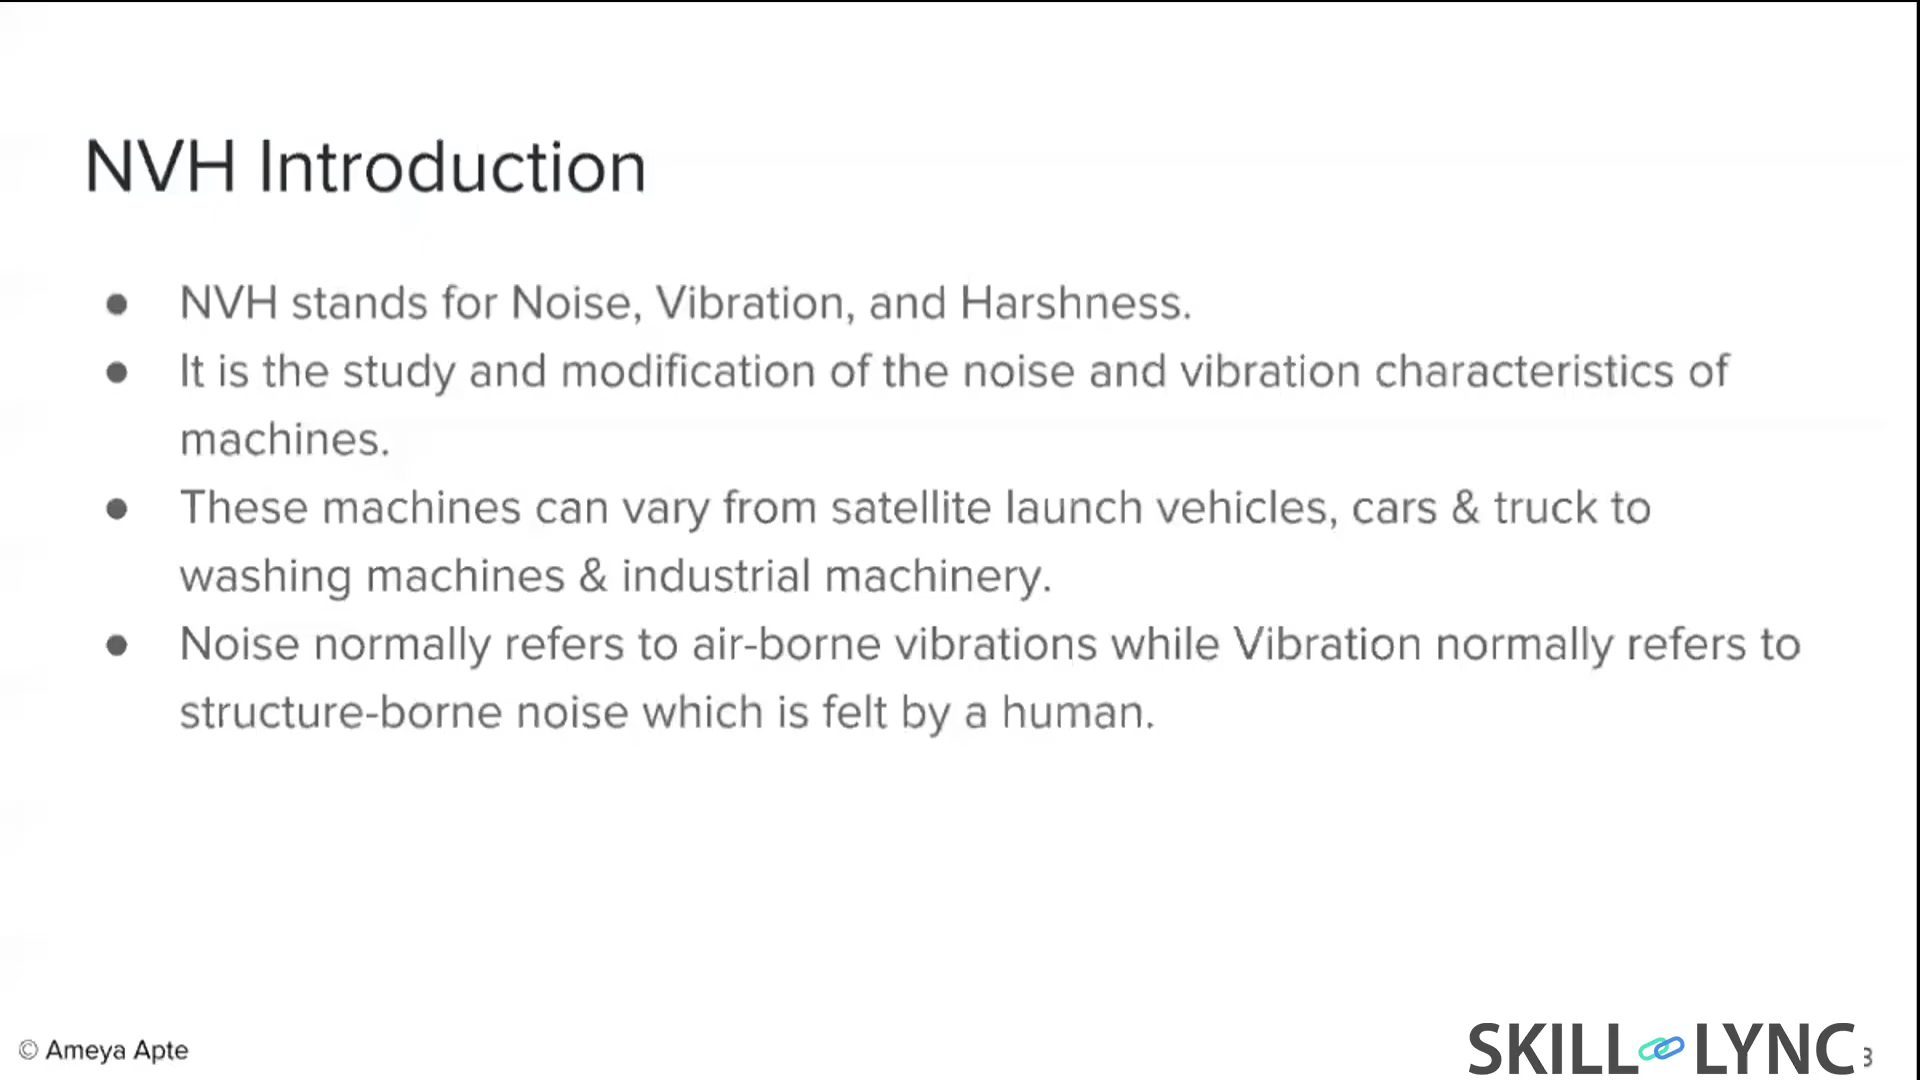 NVH Introduction
● NVH stands for Noise, Vibration, and Harshness.
● It is the study and modification of the noise and vibration characteristics of
machines.
● These machines can vary from satellite launch vehicles, cars & truck to
washing machines & industrial machinery.
● Noise normally refers to air-borne vibrations while Vibration normally refers to
structure-borne noise which is felt by a human.
© Ameya Apte
SKILL LYNC
3